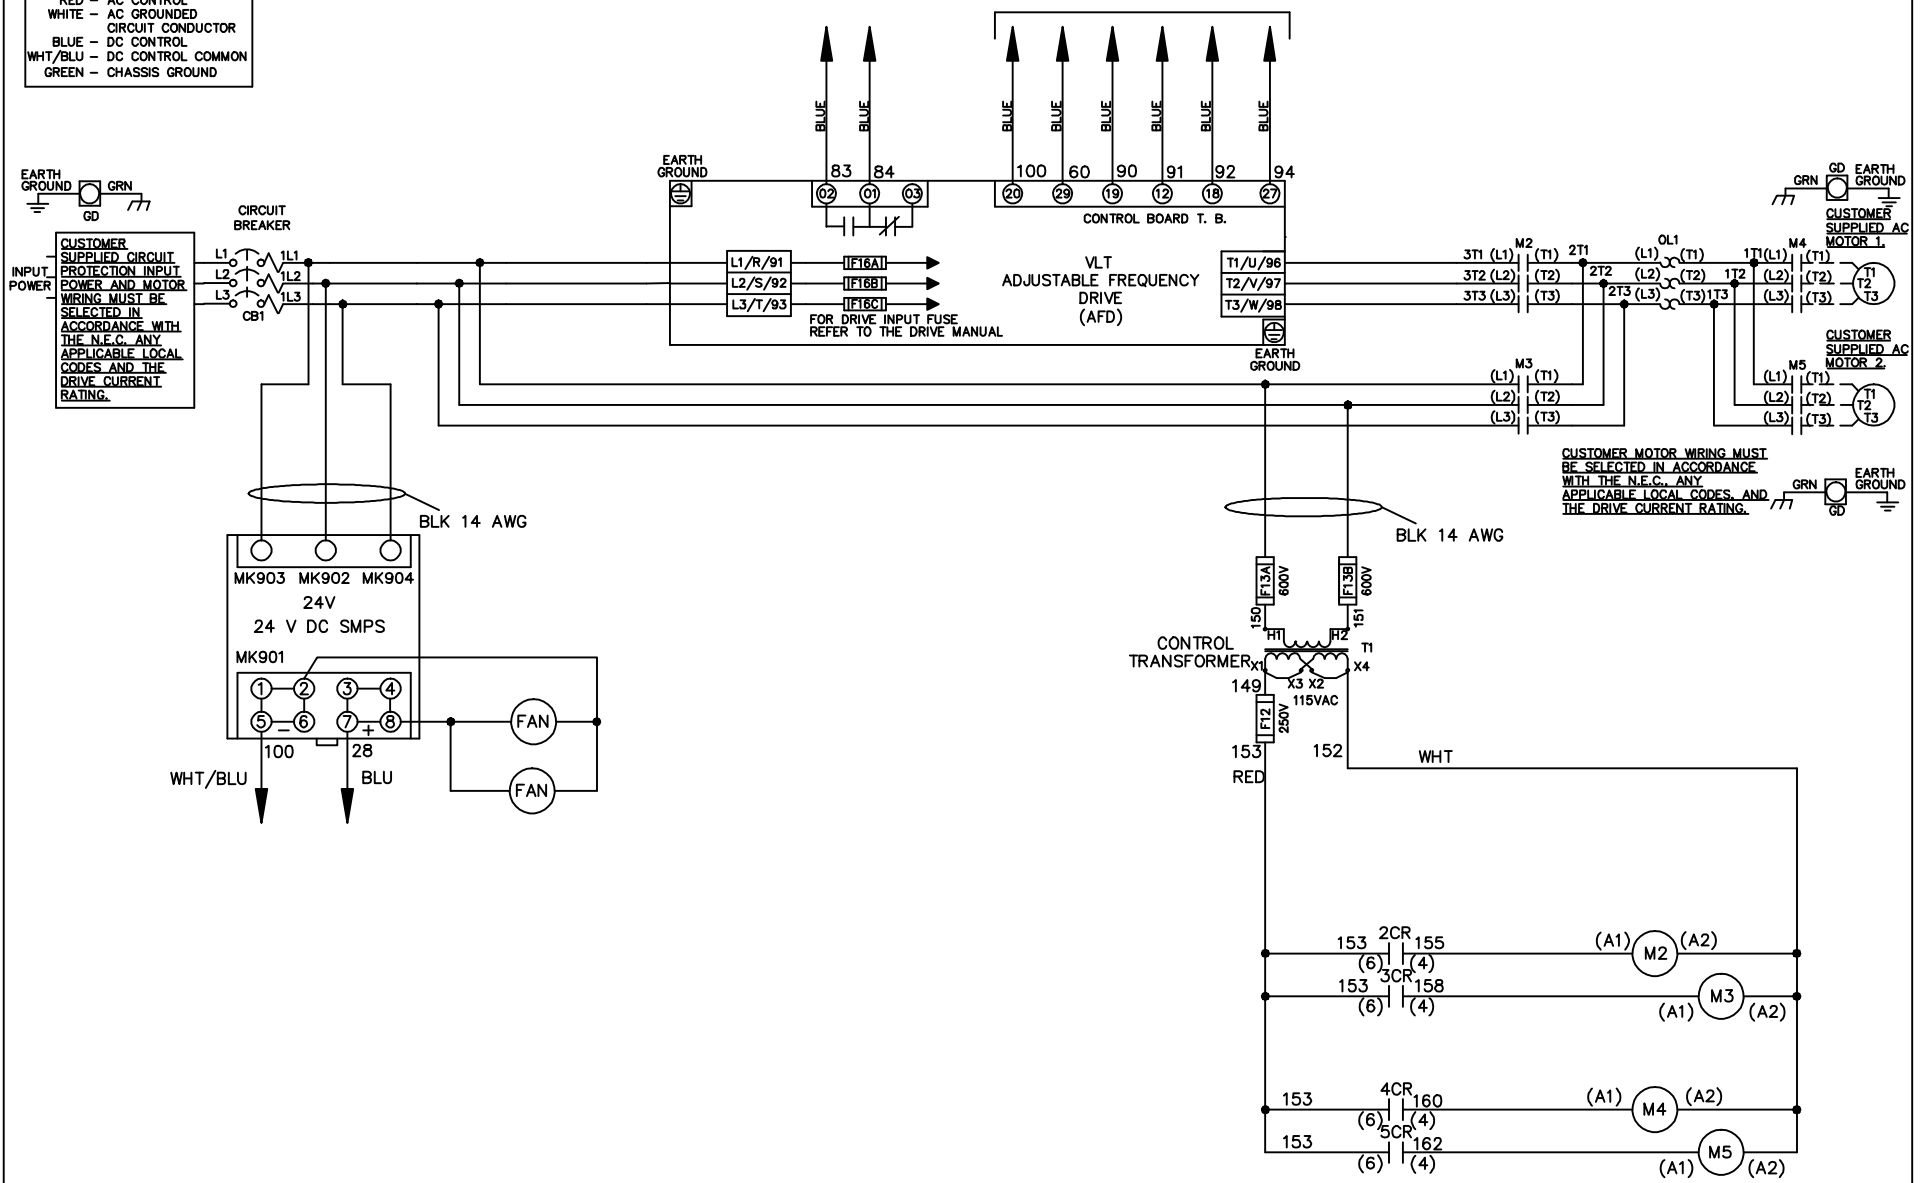 RED – AC CONTROL
WHITE – AC GROUNDED
CIRCUIT CONDUCTOR
BLUE – DC CONTROL
WHT/BLU – DC CONTROL COMMON
GREEN – CHASSIS GROUND
BLUE BLUE BLUE BLUE BLUE BLUE BLUE BLUE
EARTH
GROUND
GRN
GD
CIRCUIT
BREAKER
INPUT
POWER
CUSTOMER
SUPPLIED CIRCUIT
PROTECTION INPUT
POWER AND MOTOR
WIRING MUST BE
SELECTED IN
ACCORDANCE WITH
THE N.E.C. ANY
APPLICABLE LOCAL
CODES AND THE
DRIVE CURRENT
RATING.
L1 1L1
L2 1L2
L3 1L3
CB1
EARTH
GROUND
83 84
02 01 03
100 60 90 91 92 94
20 29 19 12 18 27
CONTROL BOARD T. B.
L1/R/91 F16A
L2/S/92 F16B
L3/T/93 F16C
FOR DRIVE INPUT FUSE
REFER TO THE DRIVE MANUAL
VLT
ADJUSTABLE FREQUENCY
DRIVE
(AFD)
T1/U/96
T2/V/97
T3/W/98
EARTH
GROUND
M2
3T1 (L1) (T1) 2T1
3T2 (L2) (T2) 2T2
3T3 (L3) (T3) 2T3
OL1
(L1) (T1) 1T1
(L2) (T2) 1T2
(L3) (T3) 1T3
M4
(L1) (T1)
(L2) (T2)
(L3) (T3)
T1
T2
T3
GRN
GD
EARTH
GROUND
CUSTOMER
SUPPLIED AC
MOTOR 1.
M3
(L1) (T1)
(L2) (T2)
(L3) (T3)
M5
(L1) (T1)
(L2) (T2)
(L3) (T3)
T1
T2
T3
CUSTOMER
SUPPLIED AC
MOTOR 2.
CUSTOMER MOTOR WIRING MUST
BE SELECTED IN ACCORDANCE
WITH THE N.E.C., ANY
APPLICABLE LOCAL CODES, AND
THE DRIVE CURRENT RATING.
GRN
GD
EARTH
GROUND
BLK 14 AWG
MK903 MK902 MK904
24V
24 V DC SMPS
MK901
1 2 3 4
5 6 7 8
– +
100 28
WHT/BLU BLU
FAN
FAN
BLK 14 AWG
F13A 600V F13B 600V
150 151
H1 H2
T1
CONTROL
TRANSFORMER
X1 X4
X3 X2
115VAC
149
F12 250V
153 152
RED
WHT
2CR
153 155
(6) (4)
(A1) M2 (A2)
3CR
153 158
(6) (4)
(A1) M3 (A2)
4CR
153 160
(6) (4)
(A1) M4 (A2)
5CR
153 162
(6) (4)
(A1) M5 (A2)